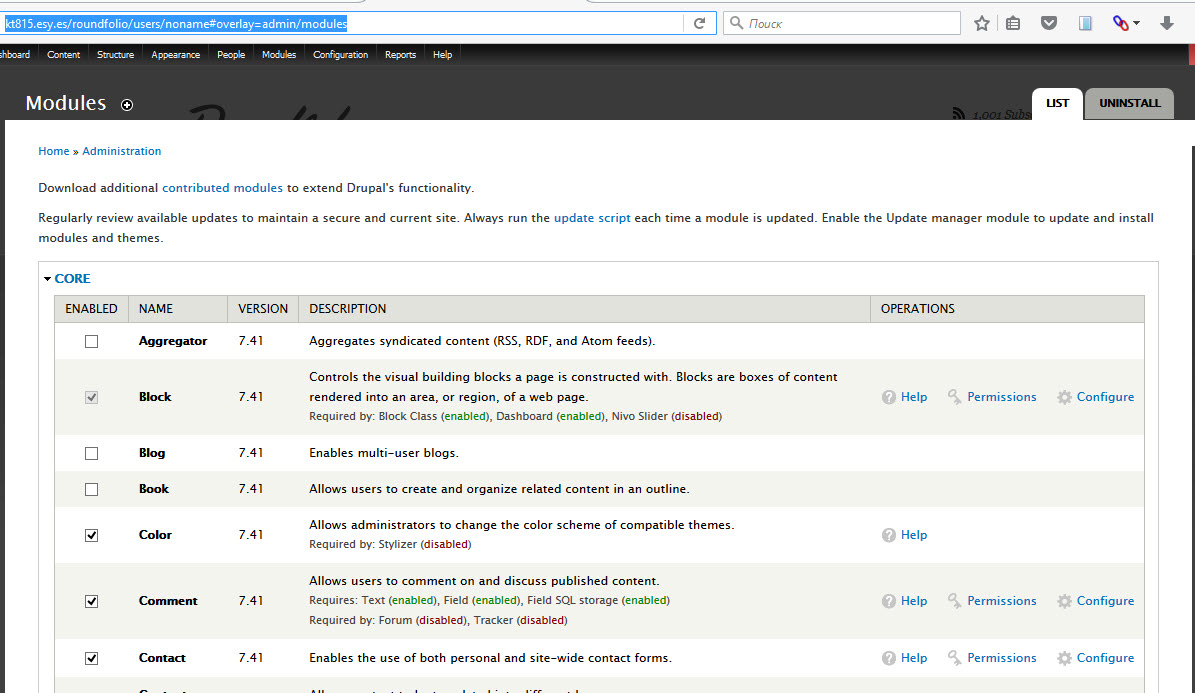 kt815.esy.es/roundfolio/users/noname#overlay=admin/modules
Поиск
shboard Content Structure Appearance People Modules Configuration Reports Help
Modules
1,001 Subs
LIST UNINSTALL
Home » Administration
Download additional contributed modules to extend Drupal's functionality.
Regularly review available updates to maintain a secure and current site. Always run the update script each time a module is updated. Enable the Update manager module to update and install
modules and themes.
CORE
ENABLED NAME VERSION DESCRIPTION OPERATIONS
Aggregator 7.41 Aggregates syndicated content (RSS, RDF, and Atom feeds).
Controls the visual building blocks a page is constructed with. Blocks are boxes of content
Block 7.41 rendered into an area, or region, of a web page. Help Permissions Configure
Required by: Block Class (enabled), Dashboard (enabled), Nivo Slider (disabled)
Blog 7.41 Enables multi-user blogs.
Book 7.41 Allows users to create and organize related content in an outline.
Allows administrators to change the color scheme of compatible themes.
Color 7.41 Help
Required by: Stylizer (disabled)
Allows users to comment on and discuss published content.
Comment 7.41 Requires: Text (enabled), Field (enabled), Field SQL storage (enabled) Help Permissions Configure
Required by: Forum (disabled), Tracker (disabled)
Contact 7.41 Enables the use of both personal and site-wide contact forms. Help Permissions Configure